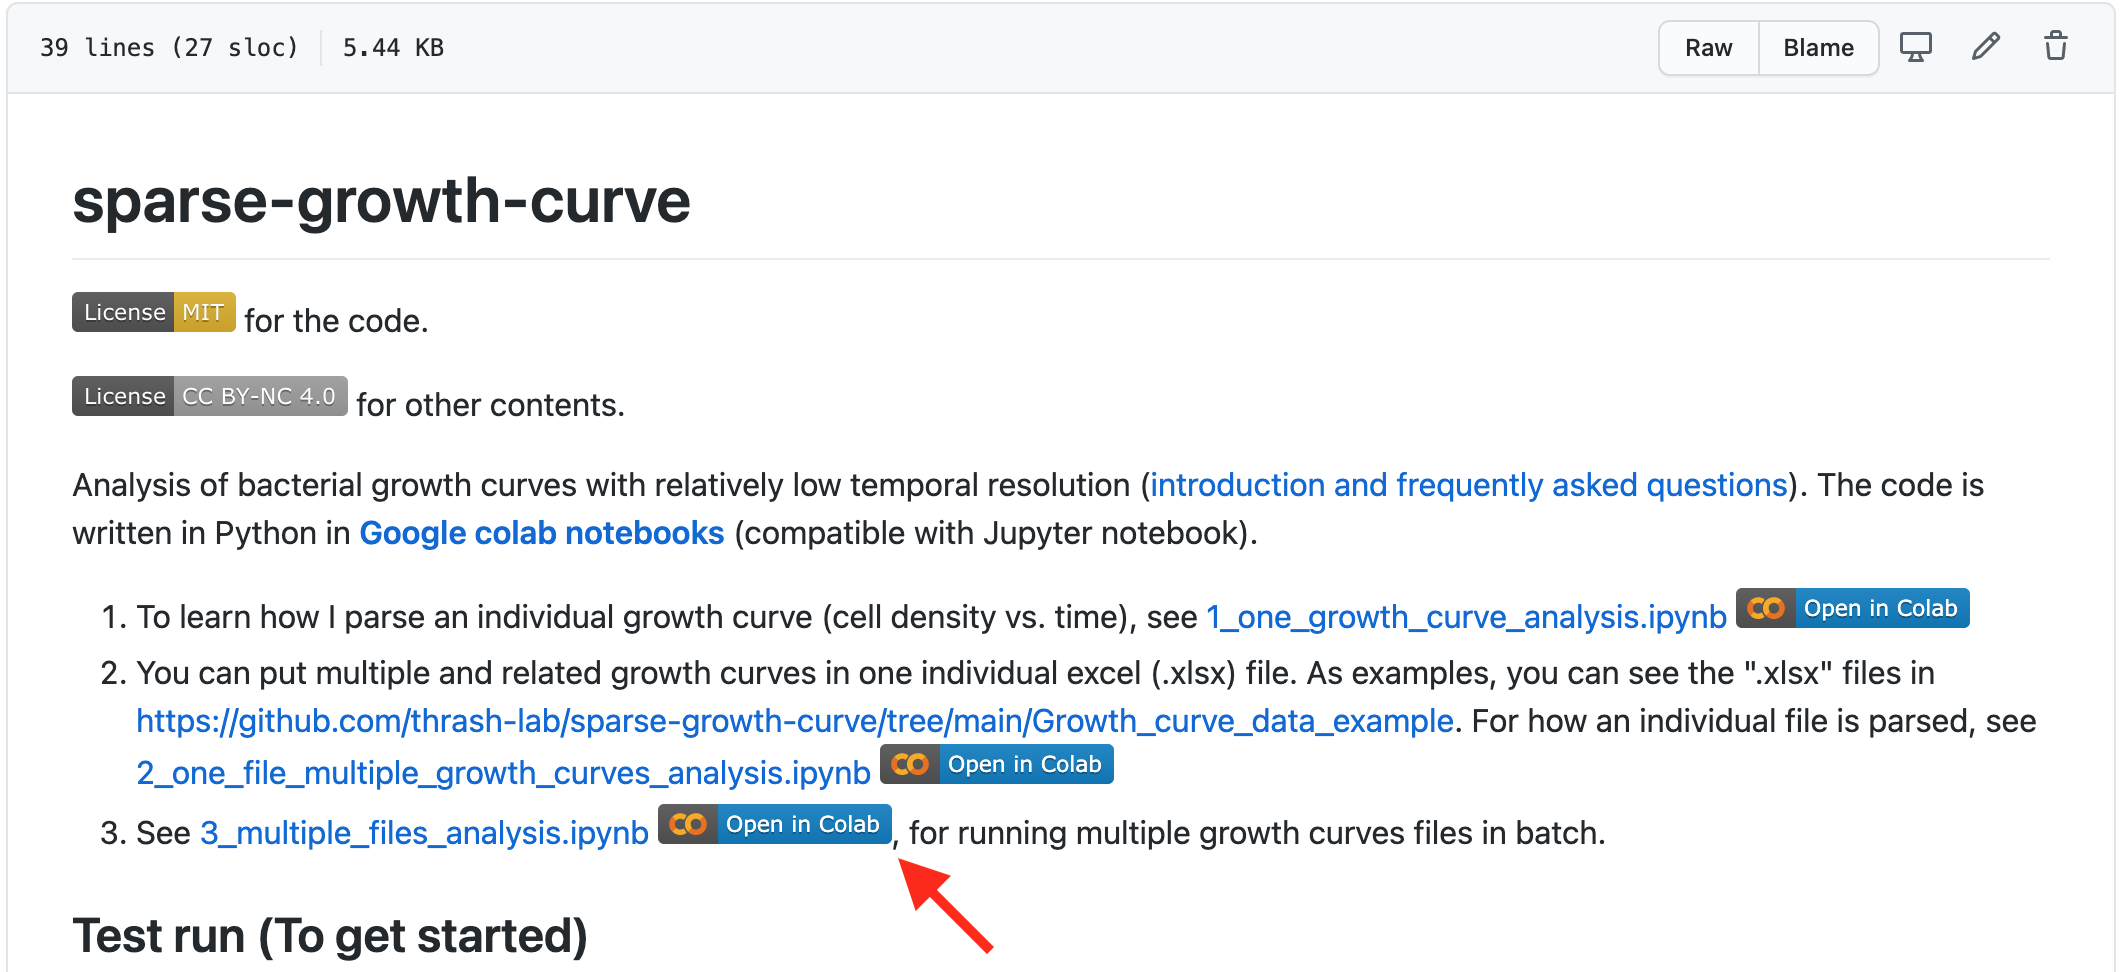 39 lines (27 sloc) 5.44 KB Raw Blame
sparse-growth-curve
License MIT for the code.
License CC BY-NC 4.0 for other contents.
Analysis of bacterial growth curves with relatively low temporal resolution (introduction and frequently asked questions). The code is
written in Python in Google colab notebooks (compatible with Jupyter notebook).
1. To learn how I parse an individual growth curve (cell density vs. time), see 1_one_growth_curve_analysis.ipynb Open in Colab
2. You can put multiple and related growth curves in one individual excel (.xlsx) file. As examples, you can see the ".xlsx" files in
https://github.com/thrash-lab/sparse-growth-curve/tree/main/Growth_curve_data_example. For how an individual file is parsed, see
2_one_file_multiple_growth_curves_analysis.ipynb Open in Colab
3. See 3_multiple_files_analysis.ipynb Open in Colab, for running multiple growth curves files in batch.
Test run (To get started)